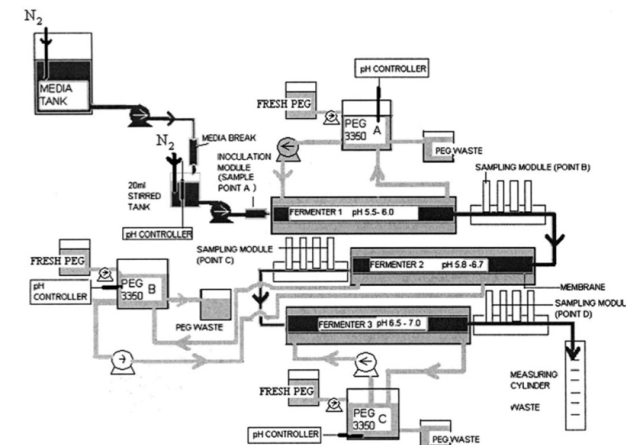 N2
MEDIA
TANK
N2
MEDIA BREAK
INOCULATION
MODULE
(SAMPLE
POINT A )
20ml
STIRRED
TANK
pH CONTROLLER
FRESH PEG
pH CONTROLLER
PEG
3350 A
PEG WASTE
SAMPLING MODULE (POINT B)
FERMENTER 1 pH 5.5- 6.0
SAMPLING MODULE
(POINT C)
FERMENTER 2 pH 5.8 -6.7
MEMBRANE
SAMPLING MODUL
(POINT D)
FRESH PEG
pH
CONTROLLER
PEG
3350 B
PEG WASTE
FERMENTER 3 pH 6.5 - 7.0
MEASURING
CYLINDER
WASTE
FRESH PEG
PEG
3350 C
pH CONTROLLER
PEG WASTE